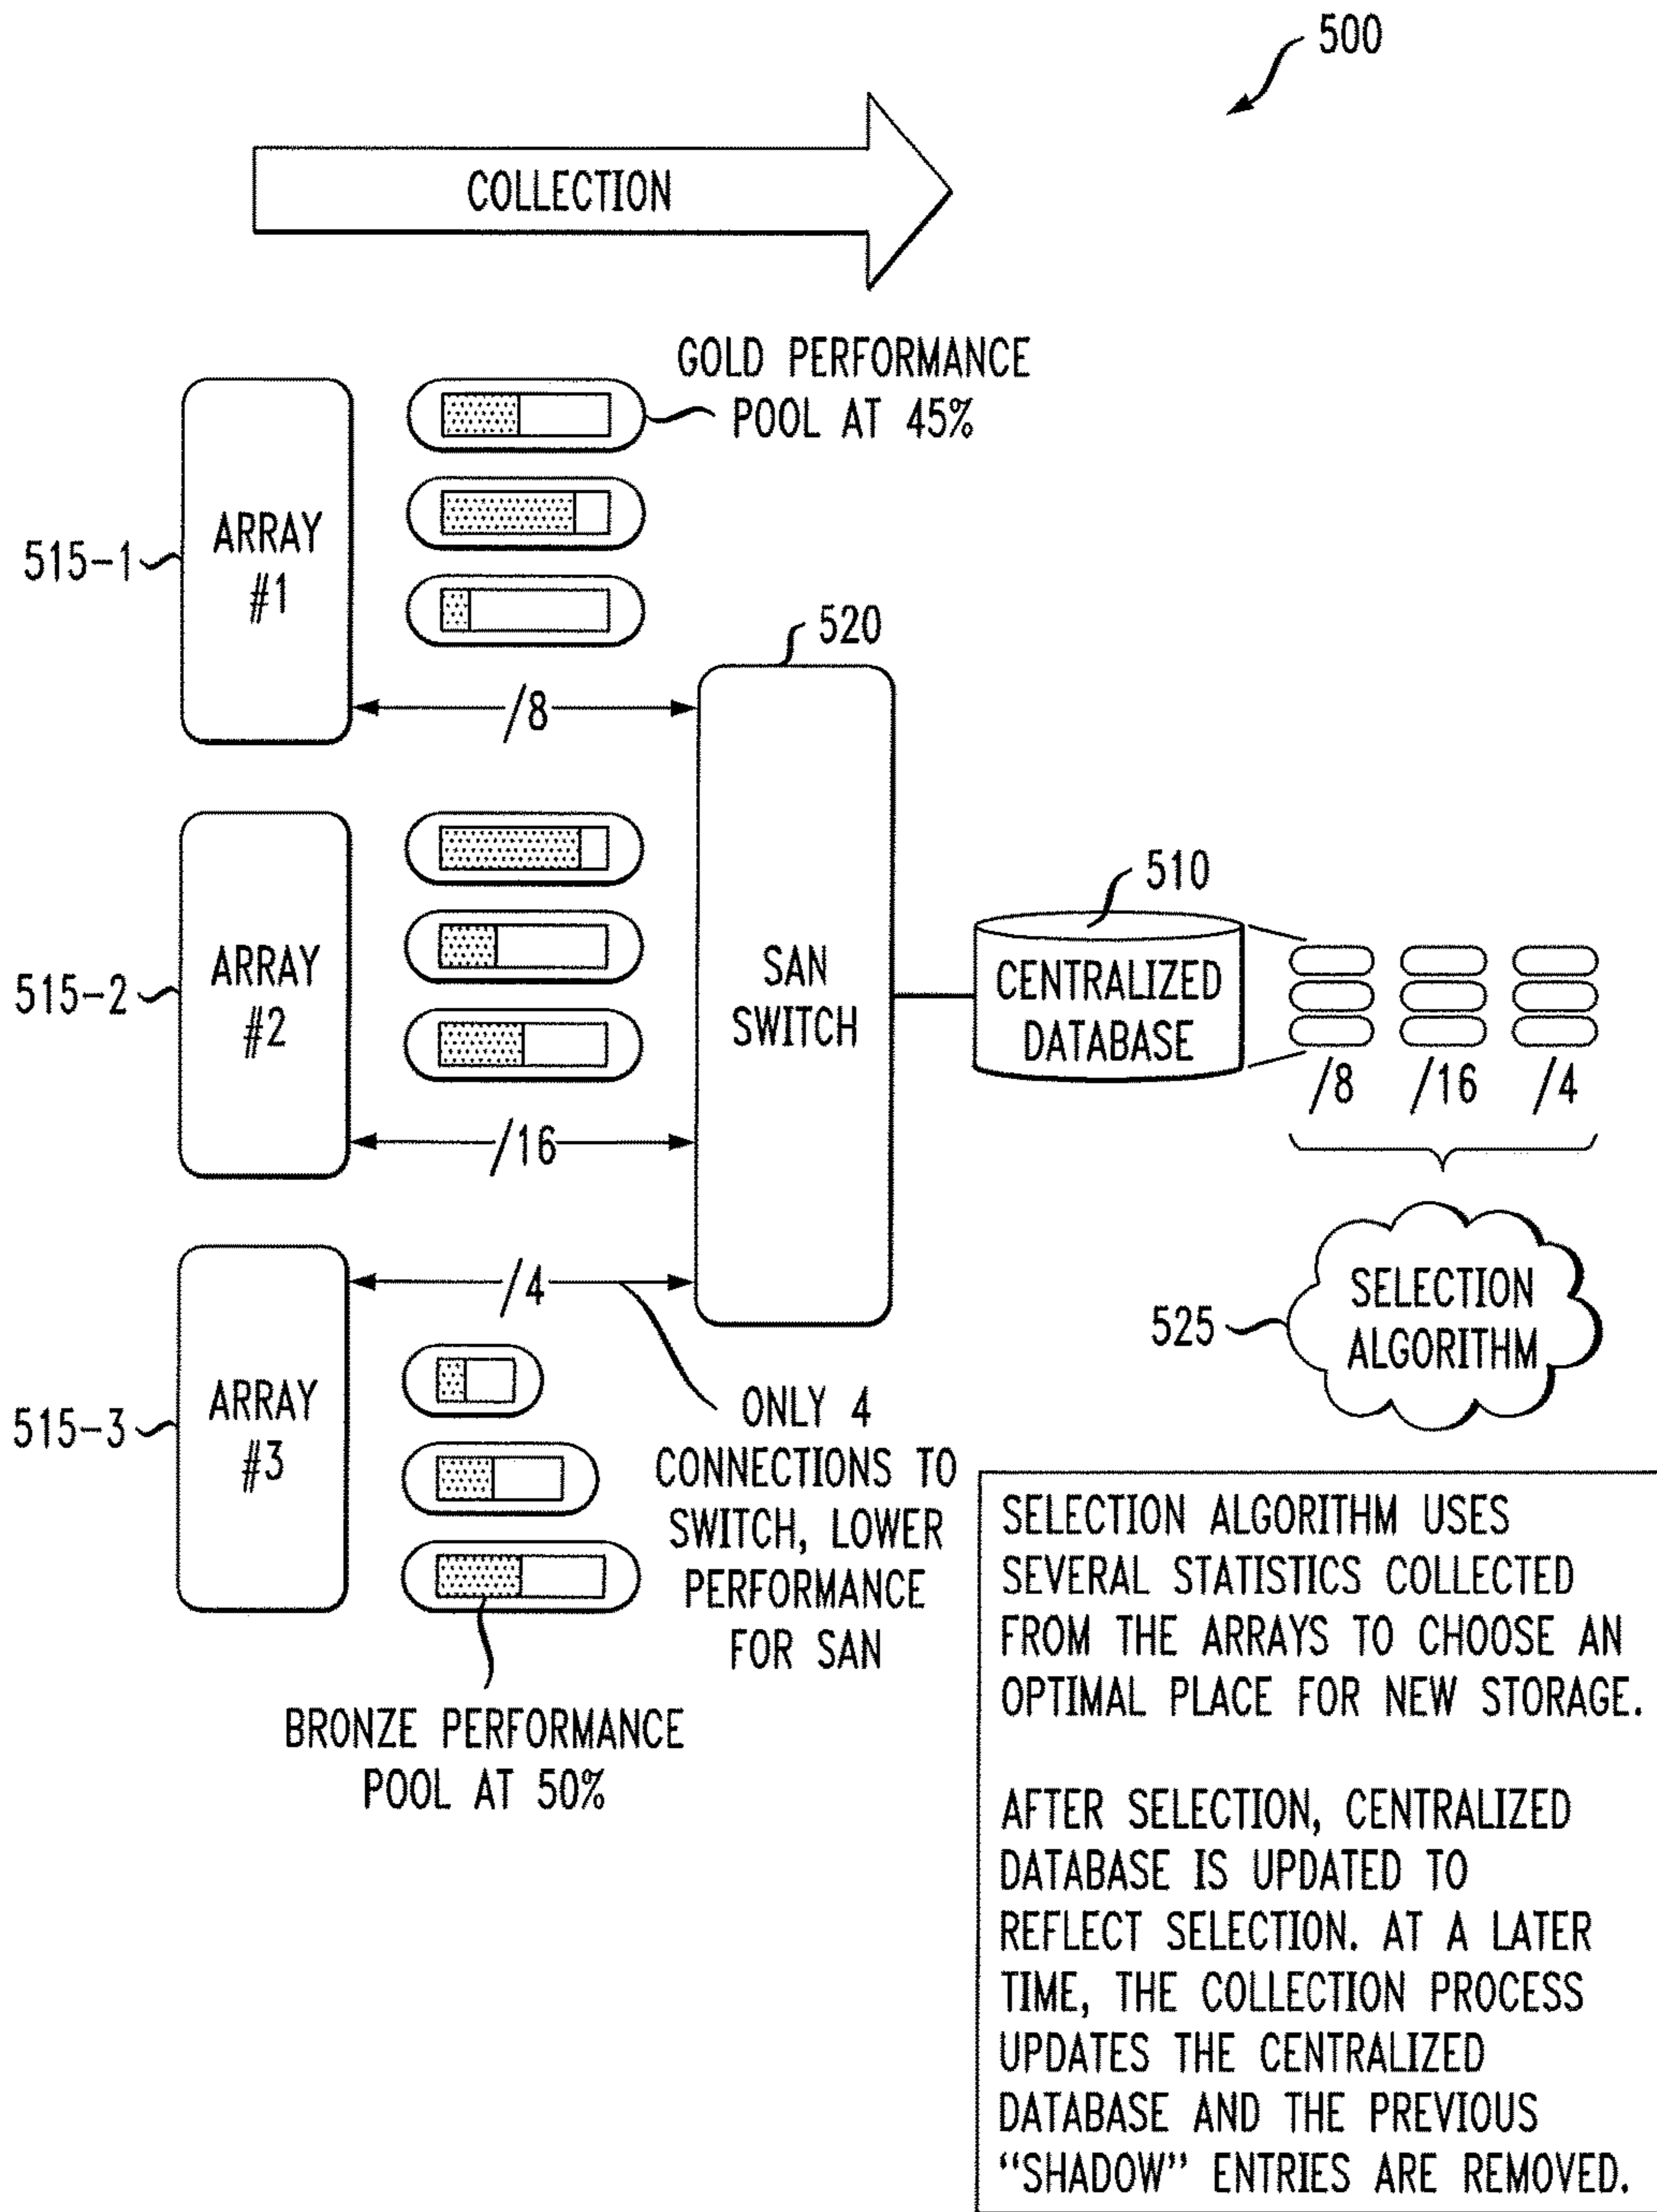 500
COLLECTION
GOLD PERFORMANCE
POOL AT 45%
515-1
ARRAY
#1
/8
520
515-2
ARRAY
#2
/16
SAN
SWITCH
510
CENTRALIZED
DATABASE
/8 /16 /4
525
SELECTION
ALGORITHM
515-3
ARRAY
#3
/4
ONLY 4
CONNECTIONS TO
SWITCH, LOWER
PERFORMANCE
FOR SAN
BRONZE PERFORMANCE
POOL AT 50%
SELECTION ALGORITHM USES
SEVERAL STATISTICS COLLECTED
FROM THE ARRAYS TO CHOOSE AN
OPTIMAL PLACE FOR NEW STORAGE.
AFTER SELECTION, CENTRALIZED
DATABASE IS UPDATED TO
REFLECT SELECTION. AT A LATER
TIME, THE COLLECTION PROCESS
UPDATES THE CENTRALIZED
DATABASE AND THE PREVIOUS
"SHADOW" ENTRIES ARE REMOVED.